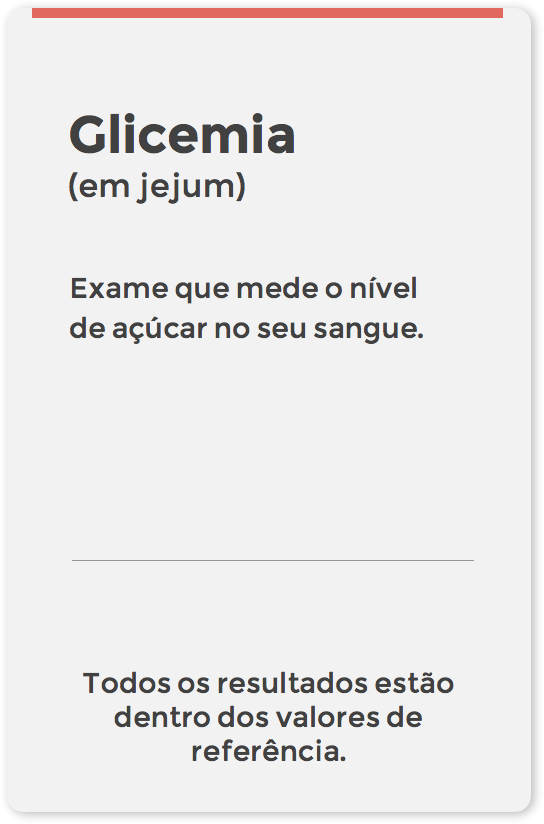 Glicemia
(em jejum)
Exame que mede o nível
de açúcar no seu sangue.
Todos os resultados estão
dentro dos valores de
referência.